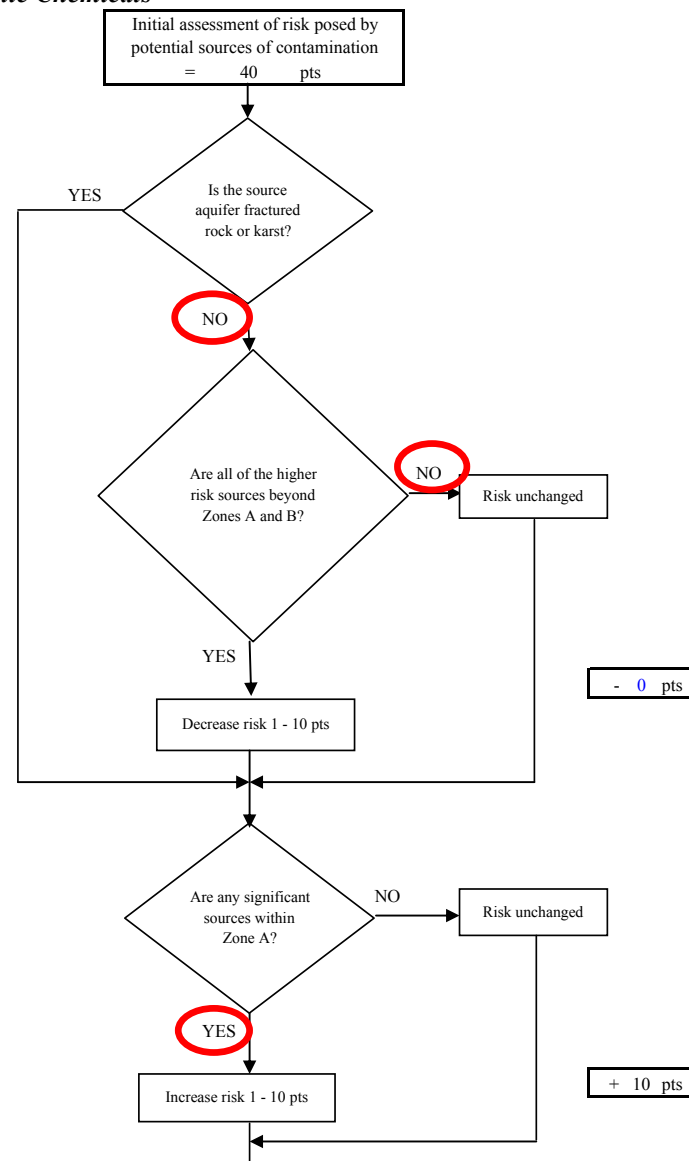 Chemicals
Initial assessment of risk posed by
potential sources of contamination
= 40 pts
YES
Is the source
aquifer fractured
rock or karst?
NO
Are all of the higher
risk sources beyond
Zones A and B?
NO
Risk unchanged
YES
- 0 pts
Decrease risk 1 - 10 pts
Are any significant
sources within
Zone A?
NO
Risk unchanged
YES
Increase risk 1 - 10 pts
+ 10 pts